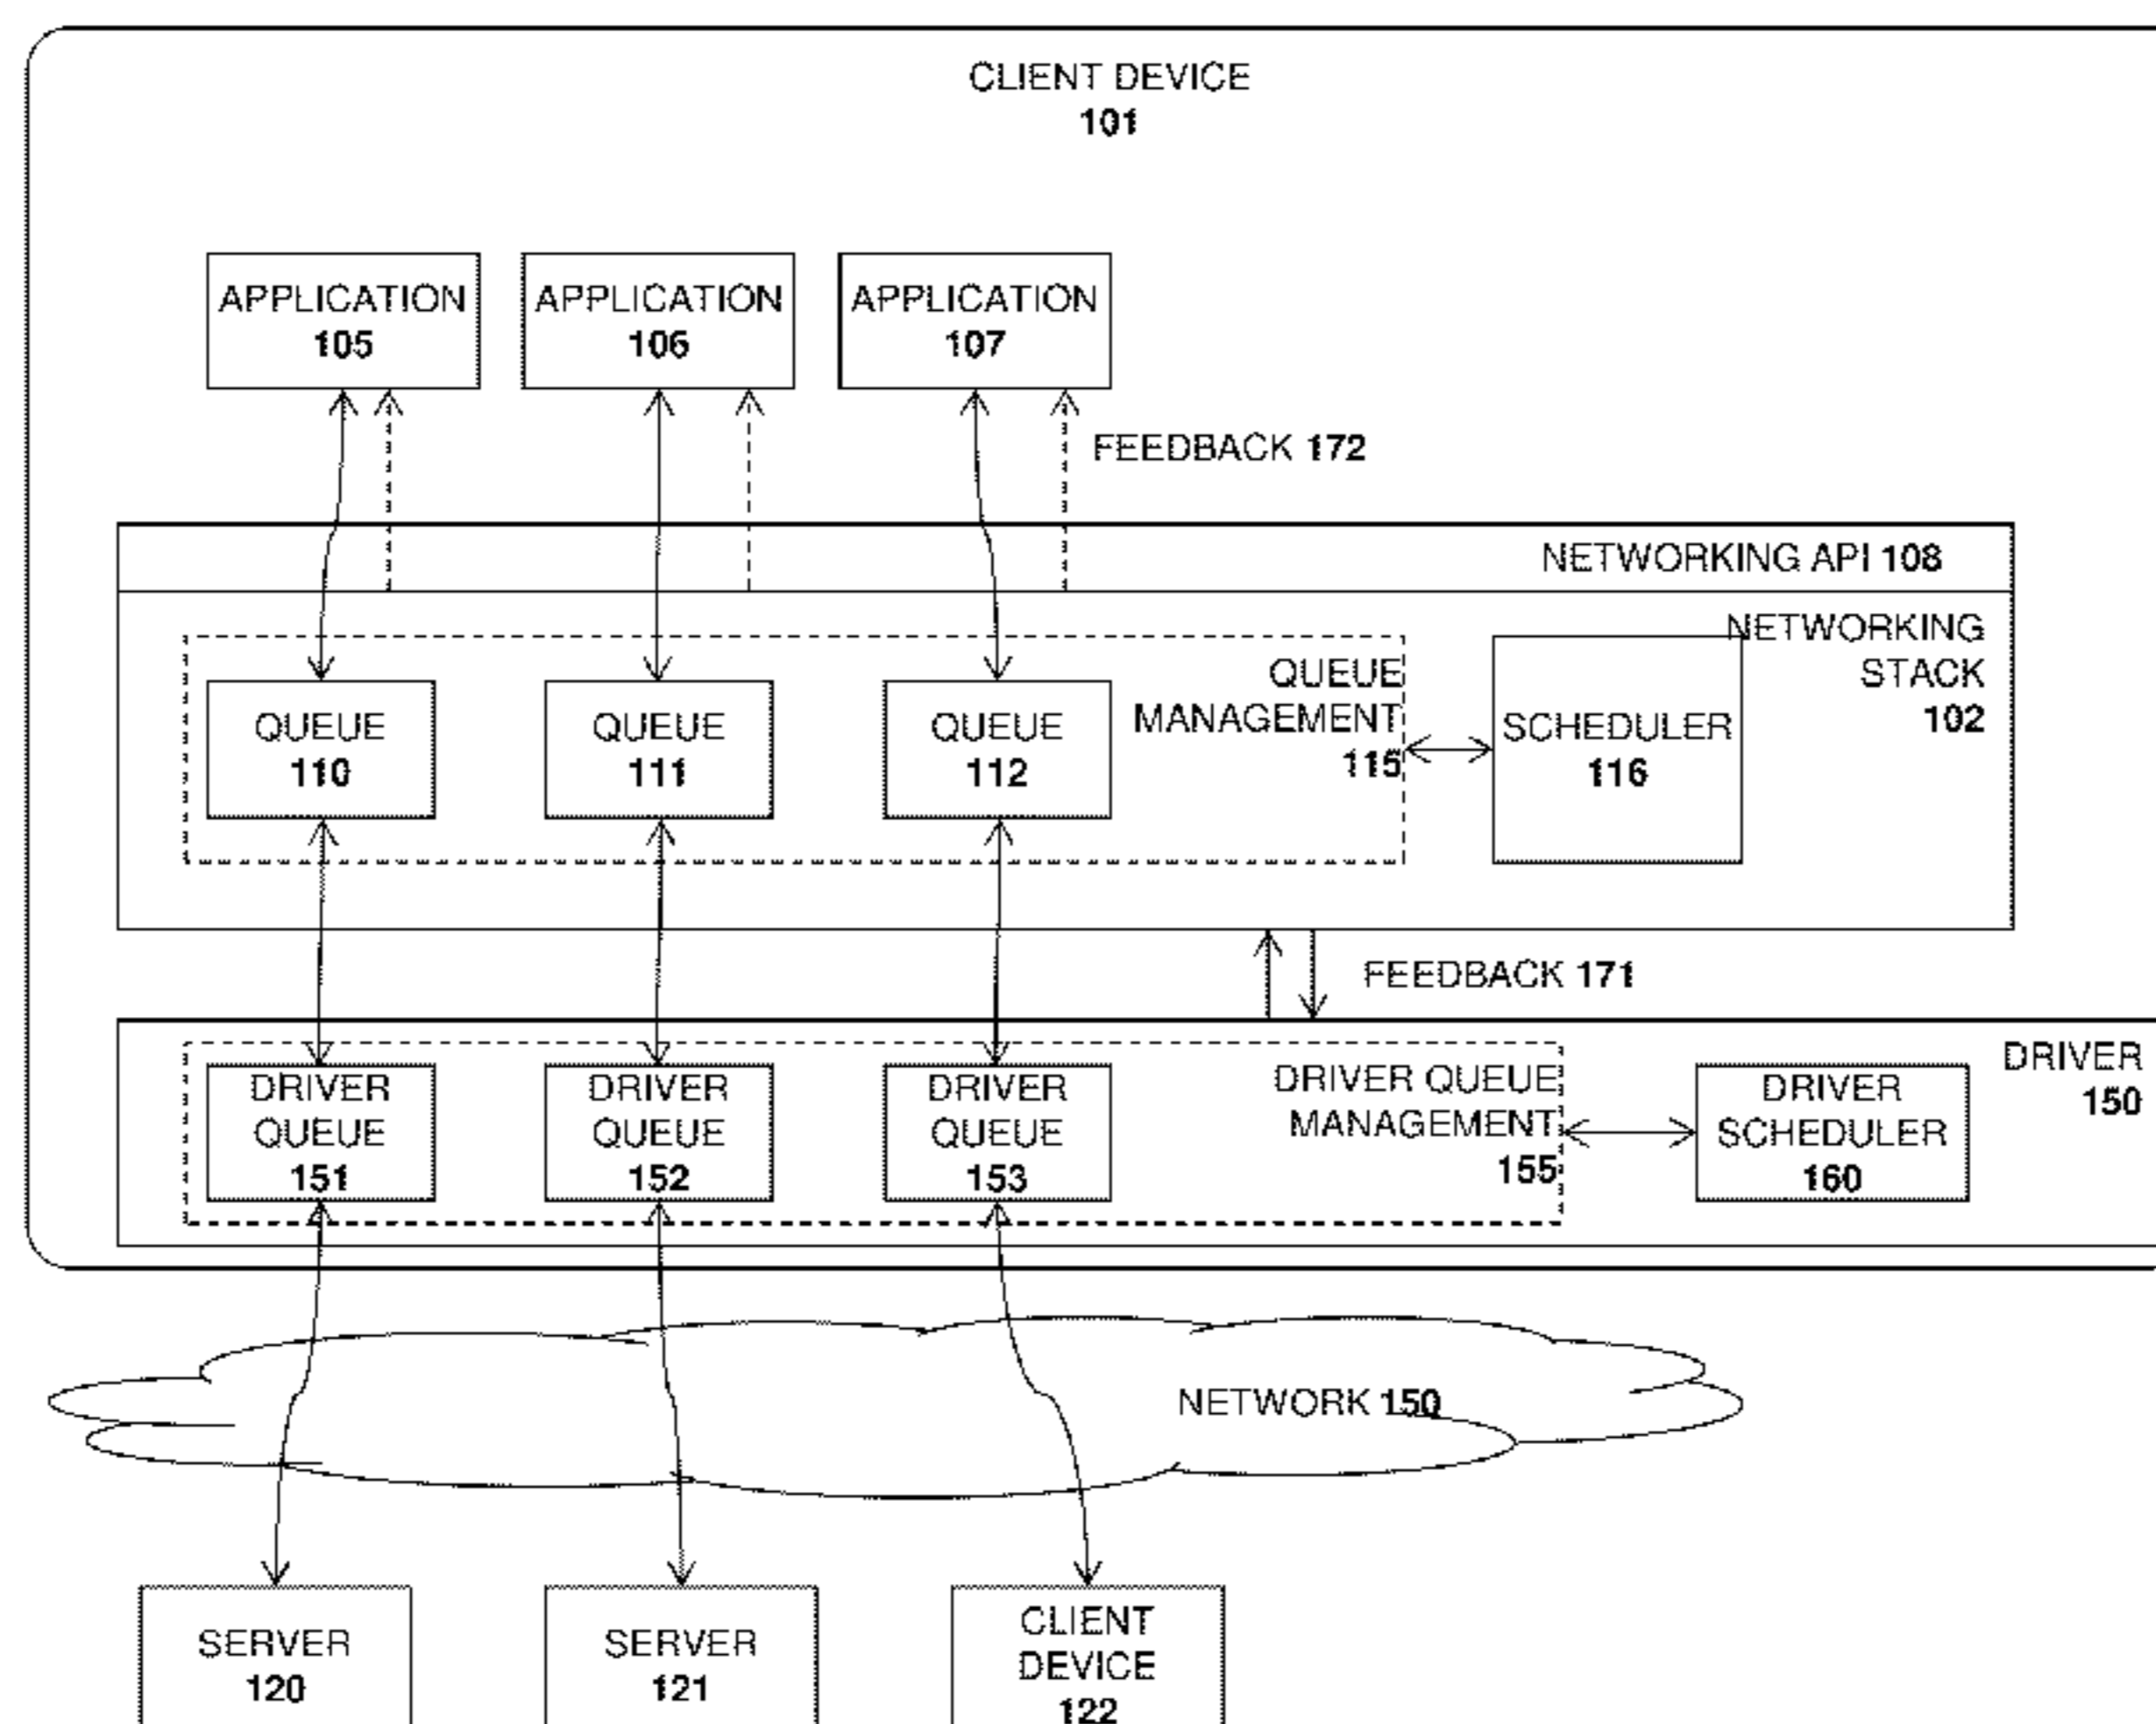 CLIENT DEVICE
101
APPLICATION
105
APPLICATION
106
APPLICATION
107
FEEDBACK 172
NETWORKING API 108
NETWORKING
STACK
102
QUEUE
MANAGEMENT
115
QUEUE
110
QUEUE
111
QUEUE
112
SCHEDULER
116
FEEDBACK 171
DRIVER
150
DRIVER QUEUE
MANAGEMENT
155
DRIVER
QUEUE
151
DRIVER
QUEUE
152
DRIVER
QUEUE
153
DRIVER
SCHEDULER
160
NETWORK 150
SERVER
120
SERVER
121
CLIENT
DEVICE
122